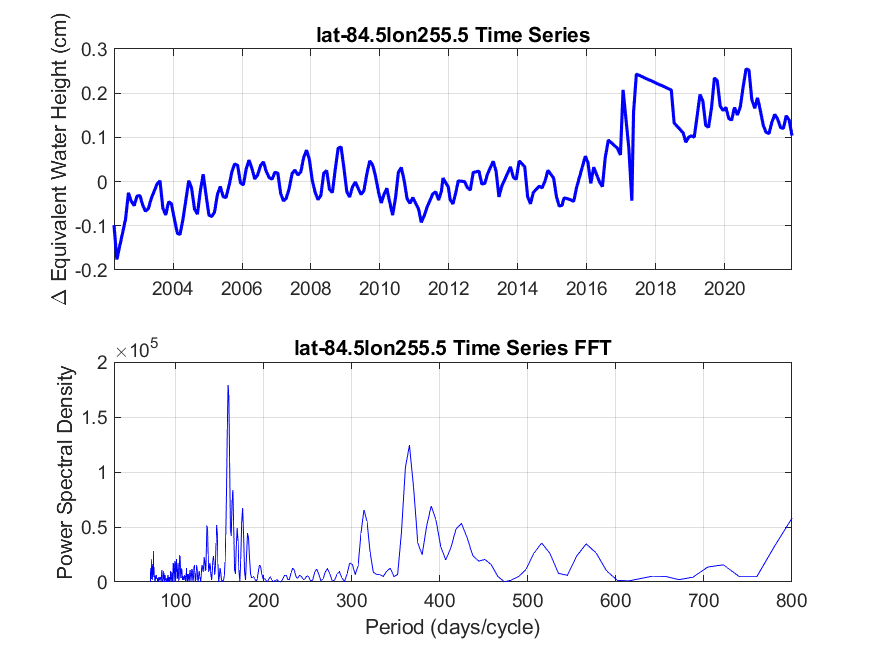 lat-84.5lon255.5 Time Series
Δ Equivalent Water Height (cm)
0.3
0.2
0.1
0
-0.1
-0.2
2004 2006 2008 2010 2012 2014 2016 2018 2020
lat-84.5lon255.5 Time Series FFT
×10⁵
Power Spectral Density
2
1.5
1
0.5
0
100 200 300 400 500 600 700 800
Period (days/cycle)